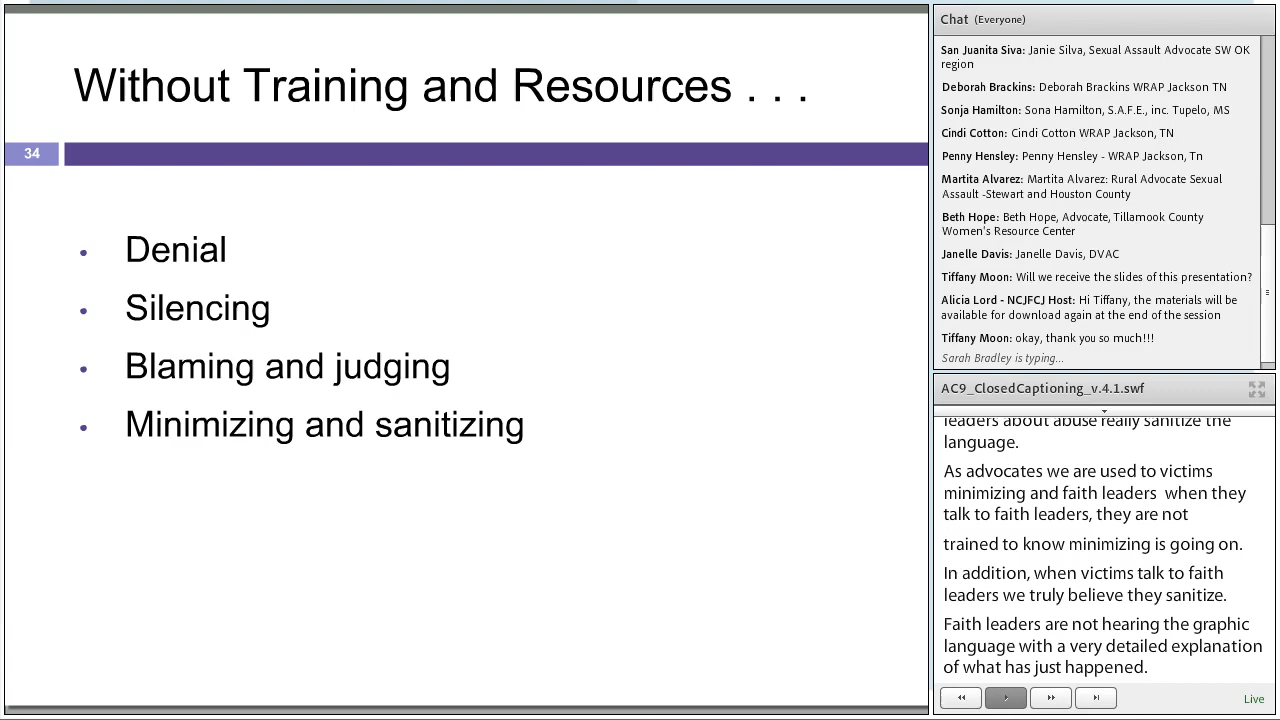 Without Training and Resources . . .
34
• Denial
• Silencing
• Blaming and judging
• Minimizing and sanitizing
Chat (Everyone)
San Juanita Siva: Janie Silva, Sexual Assault Advocate SW OK
region
Deborah Brackins: Deborah Brackins WRAP Jackson TN
Sonja Hamilton: Sona Hamilton, S.A.F.E., inc. Tupelo, MS
Cindi Cotton: Cindi Cotton WRAP Jackson, TN
Penny Hensley: Penny Hensley - WRAP Jackson, Tn
Martita Alvarez: Martita Alvarez: Rural Advocate Sexual
Assault -Stewart and Houston County
Beth Hope: Beth Hope, Advocate, Tillamook County
Women's Resource Center
Janelle Davis: Janelle Davis, DVAC
Tiffany Moon: Will we receive the slides of this presentation?
Alicia Lord - NCJFCJ Host: Hi Tiffany, the materials will be
available for download again at the end of the session
Tiffany Moon: okay, thank you so much!!!
Sarah Bradley is typing...
AC9_ClosedCaptioning_v.4.1.swf
leaders about abuse really sanitize the
language.
As advocates we are used to victims
minimizing and faith leaders when they
talk to faith leaders, they are not
trained to know minimizing is going on.
In addition, when victims talk to faith
leaders we truly believe they sanitize.
Faith leaders are not hearing the graphic
language with a very detailed explanation
of what has just happened.
Live